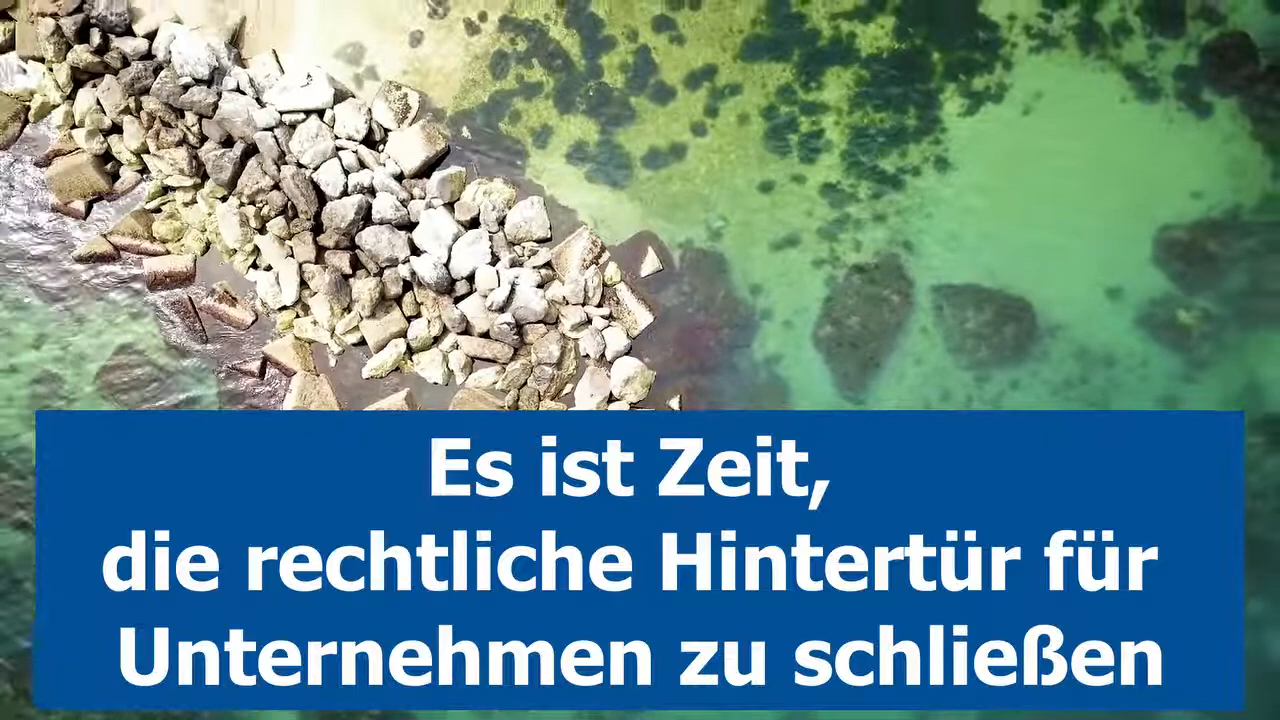 Es ist Zeit,
die rechtliche Hintertür für
Unternehmen zu schließen